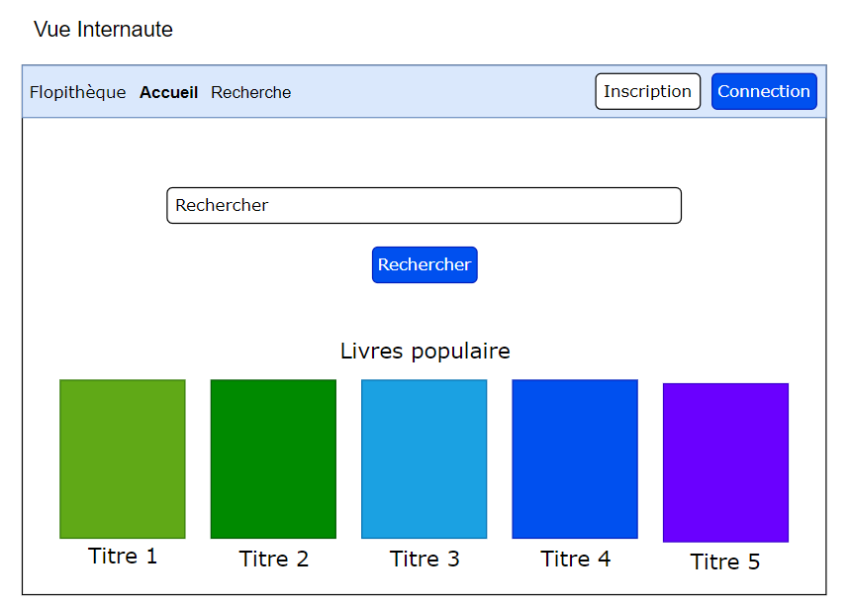 Vue Internaute
Flopithèque Accueil Recherche Inscription Connection
Rechercher
Rechercher
Livres populaire
Titre 1 Titre 2 Titre 3 Titre 4 Titre 5